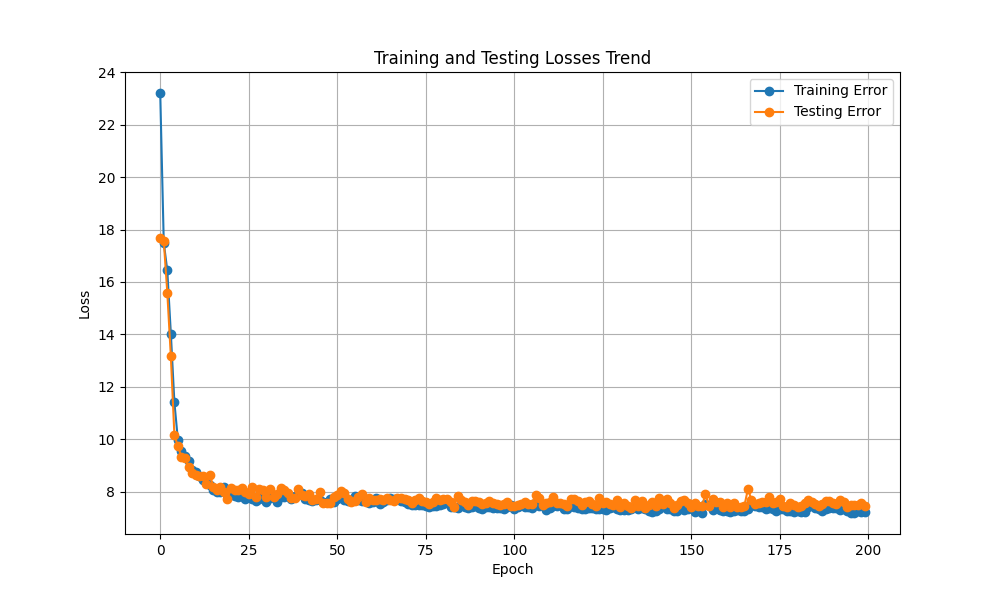 Training and Testing Losses Trend
Training Error
Testing Error
24
22
20
18
16
14
12
10
8
Loss
0 25 50 75 100 125 150 175 200
Epoch